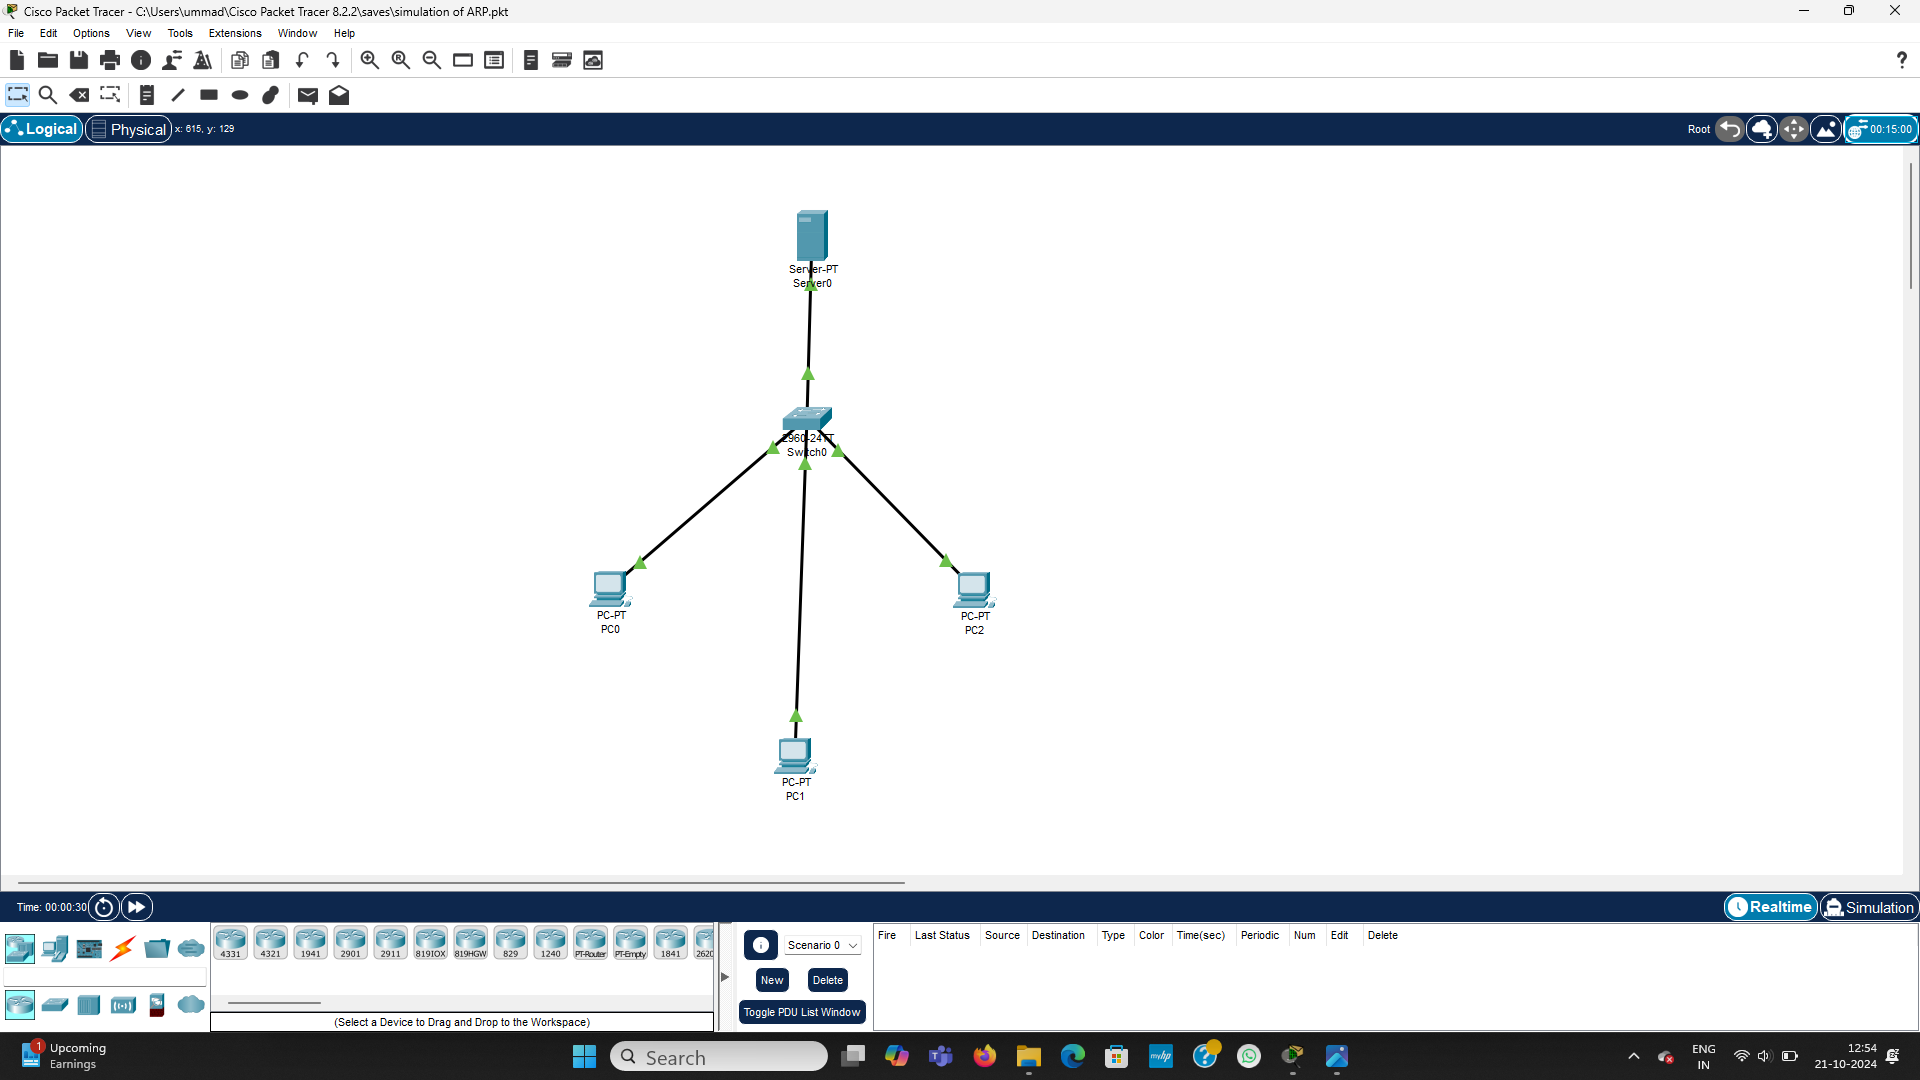 Cisco Packet Tracer - C:\Users\ummad\Cisco Packet Tracer 8.2.2\saves\simulation of ARP.pkt
File Edit Options View Tools Extensions Window Help
?
Logical Physical x: 615, y: 129 Root 00:15:00
Server-PT
Server0
2960-24TT
Switch0
PC-PT
PC0
PC-PT
PC2
PC-PT
PC1
Time: 00:00:30 Realtime Simulation
4331 4321 1941 2901 2911 819IOX 819HGW 829 1240 PT-Router PT-Empty 1841 2620
(Select a Device to Drag and Drop to the Workspace)
Scenario 0
New Delete
Toggle PDU List Window
Fire Last Status Source Destination Type Color Time(sec) Periodic Num Edit Delete
1 Upcoming
Earnings
Search
myhp
ENG
IN
12:54
21-10-2024